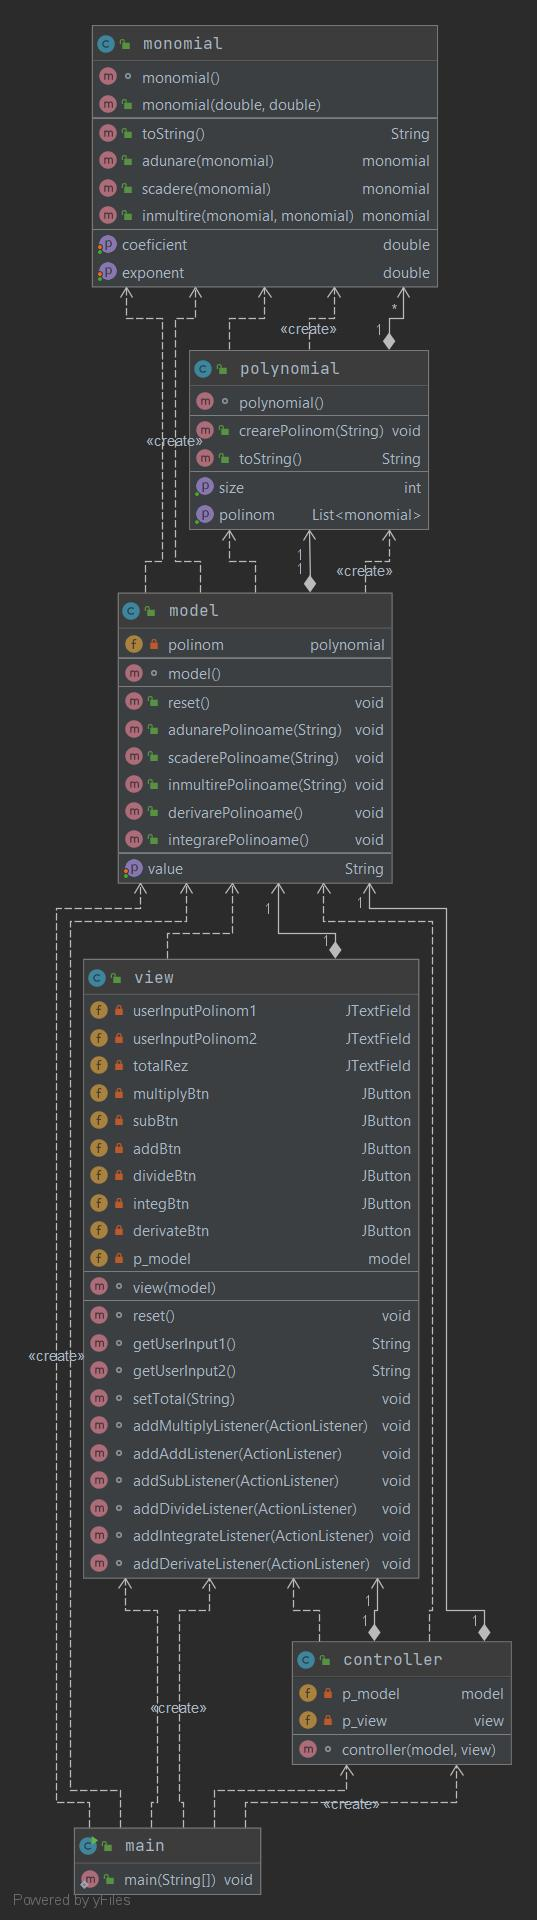 monomial
monomial()
monomial(double, double)
toString() String
adunare(monomial) monomial
scadere(monomial) monomial
inmultire(monomial, monomial) monomial
coeficient double
exponent double
«create»
1 *
polynomial
polynomial()
crearePolinom(String) void
«create»
toString() String
size int
polinom List<monomial>
1
1
«create»
model
polinom polynomial
model()
reset() void
adunarePolinoame(String) void
scaderePolinoame(String) void
inmultirePolinoame(String) void
derivarePolinoame() void
integrarePolinoame() void
value String
1 1
1
view
userInputPolinom1 JTextField
userInputPolinom2 JTextField
totalRez JTextField
multiplyBtn JButton
subBtn JButton
addBtn JButton
divideBtn JButton
integBtn JButton
derivateBtn JButton
p_model model
view(model)
reset() void
getUserInput1() String
«create»
getUserInput2() String
setTotal(String) void
addMultiplyListener(ActionListener) void
addAddListener(ActionListener) void
addSubListener(ActionListener) void
addDivideListener(ActionListener) void
addIntegrateListener(ActionListener) void
addDerivateListener(ActionListener) void
1
1 1
controller
p_model model
«create»
p_view view
controller(model, view)
«create»
main
main(String[]) void
Powered by yFiles